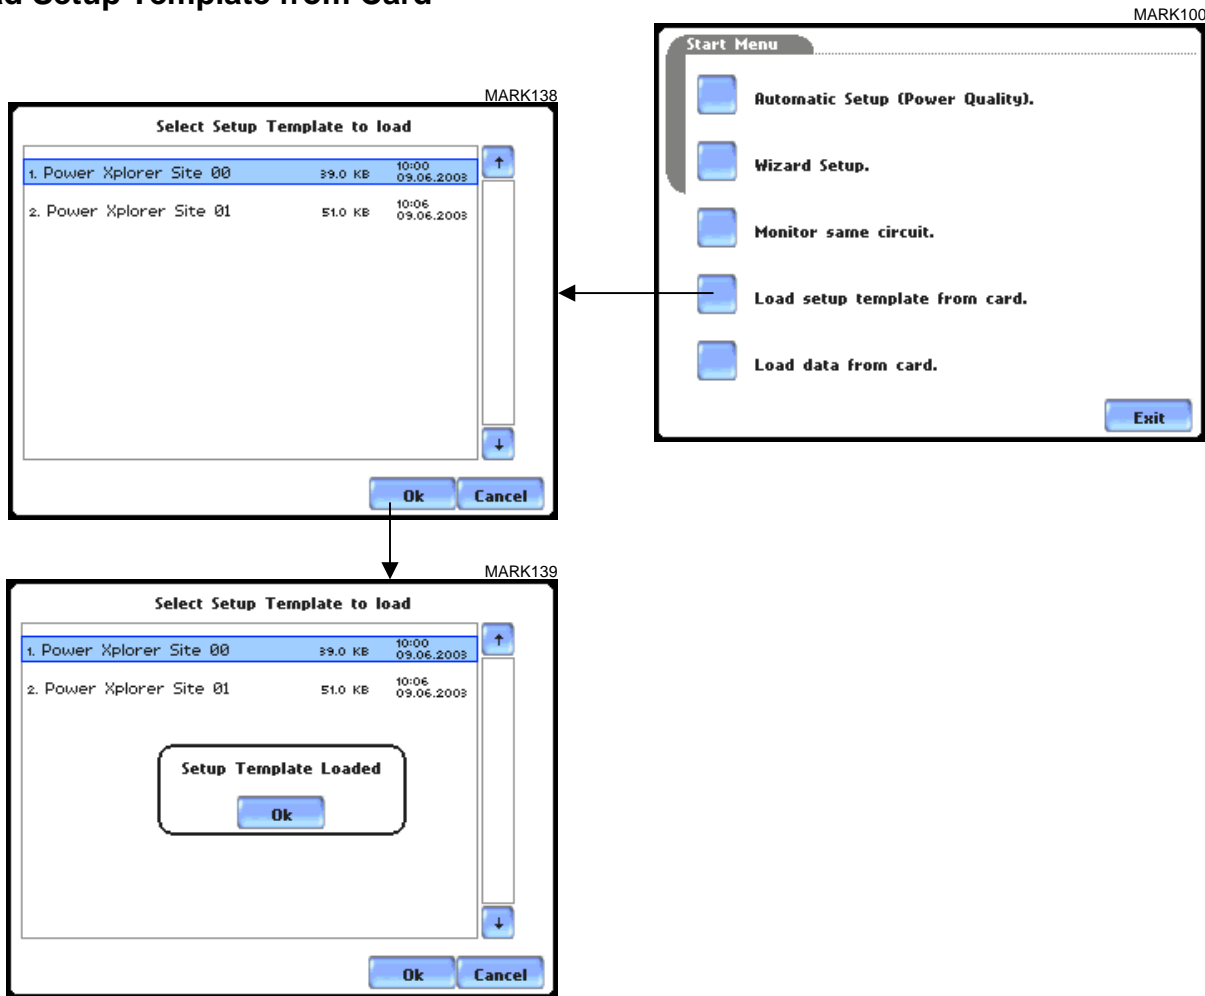 Setup Template from Card
MARK100
Start Menu
Automatic Setup (Power Quality).
Wizard Setup.
Monitor same circuit.
Load setup template from card.
Load data from card.
Exit
MARK138
Select Setup Template to load
1. Power Xplorer Site 00 39.0 KB 10:00 09.06.2003
2. Power Xplorer Site 01 51.0 KB 10:06 09.06.2003
Ok Cancel
MARK139
Select Setup Template to load
1. Power Xplorer Site 00 39.0 KB 10:00 09.06.2003
2. Power Xplorer Site 01 51.0 KB 10:06 09.06.2003
Setup Template Loaded
Ok
Ok Cancel